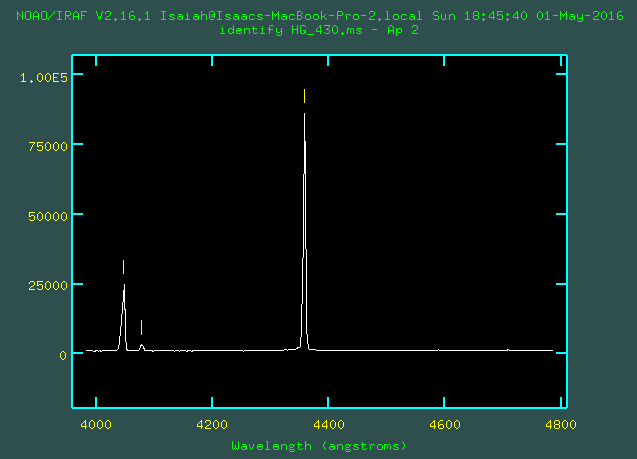 NOAO/IRAF V2.16.1 Isaiah@Isaacs-MacBook-Pro-2.local Sun 18:45:40 01-May-2016
identify HG_430.ms - Ap 2
1.00E5
75000
50000
25000
0
4000 4200 4400 4600 4800
Wavelength (angstroms)